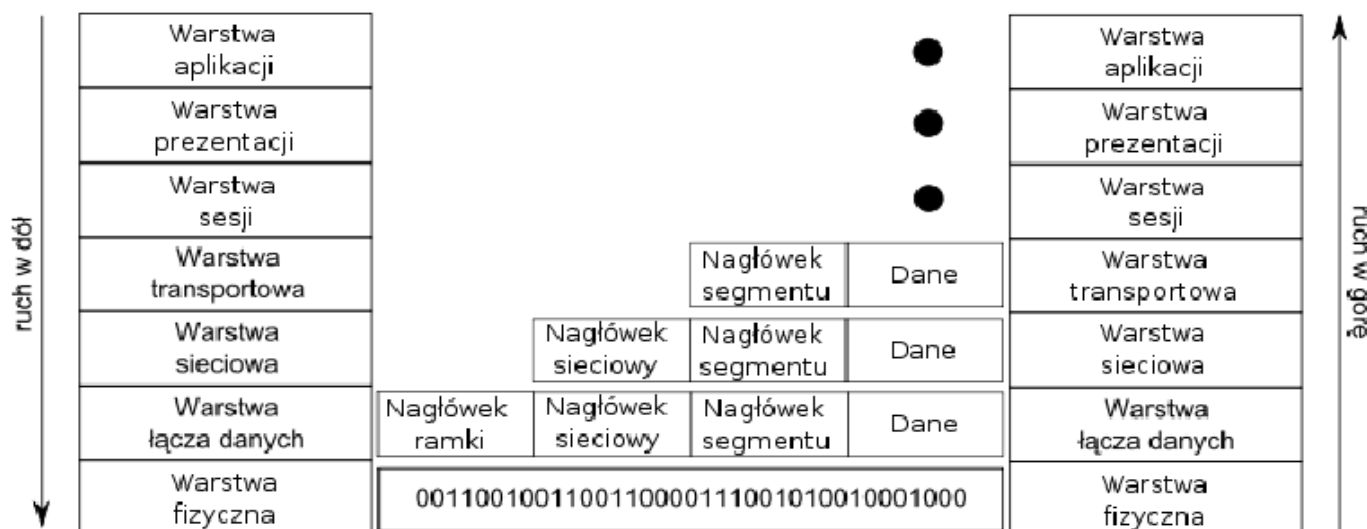 ruch w dół
Warstwa
aplikacji
Warstwa
prezentacji
Warstwa
sesji
Warstwa
transportowa
Warstwa
sieciowa
Warstwa
łącza danych
Warstwa
fizyczna
Nagłówek
segmentu
Dane
Nagłówek
sieciowy
Nagłówek
segmentu
Dane
Nagłówek
ramki
Nagłówek
sieciowy
Nagłówek
segmentu
Dane
0011001001100110000111100101001​0001000
Warstwa
aplikacji
Warstwa
prezentacji
Warstwa
sesji
Warstwa
transportowa
Warstwa
sieciowa
Warstwa
łącza danych
Warstwa
fizyczna
ruch w górę